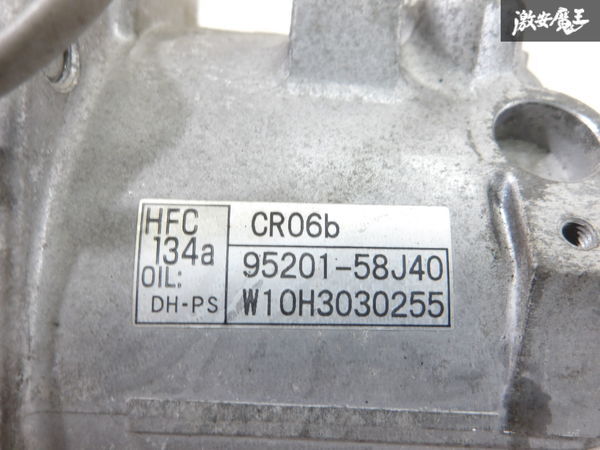 激安魔王
HFC
134a
OIL:
DH-PS
CR06b
95201-58J40
W10H3030255